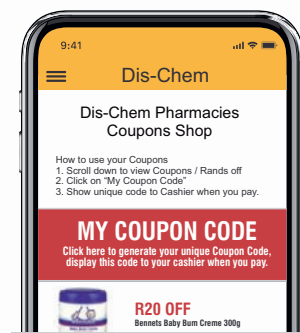 9:41
Dis-Chem
Dis-Chem Pharmacies
Coupons Shop
How to use your Coupons
1. Scroll down to view Coupons / Rands off
2. Click on "My Coupon Code"
3. Show unique code to Cashier when you pay.
MY COUPON CODE
Click here to generate your unique Coupon Code,
display this code to your cashier when you pay.
R20 OFF
Bennets Baby Bum Creme 300g